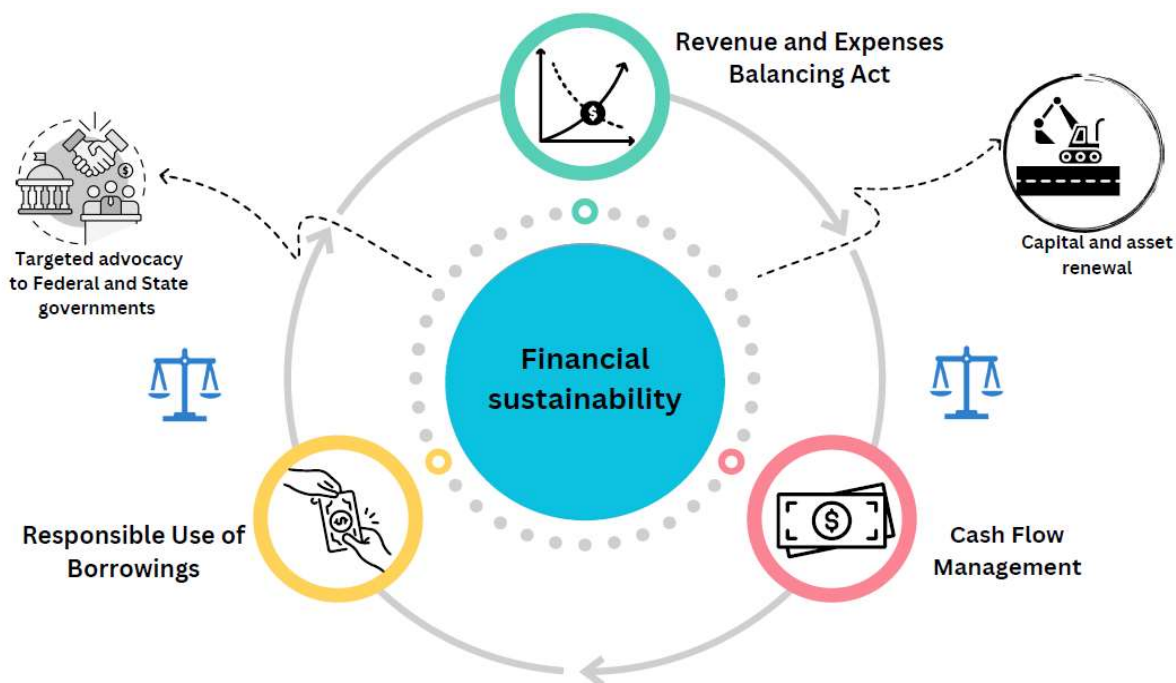 Revenue and Expenses
Balancing Act
Targeted advocacy
to Federal and State
governments
Capital and asset
renewal
Financial
sustainability
Responsible Use of
Borrowings
Cash Flow
Management
$
$
$
$